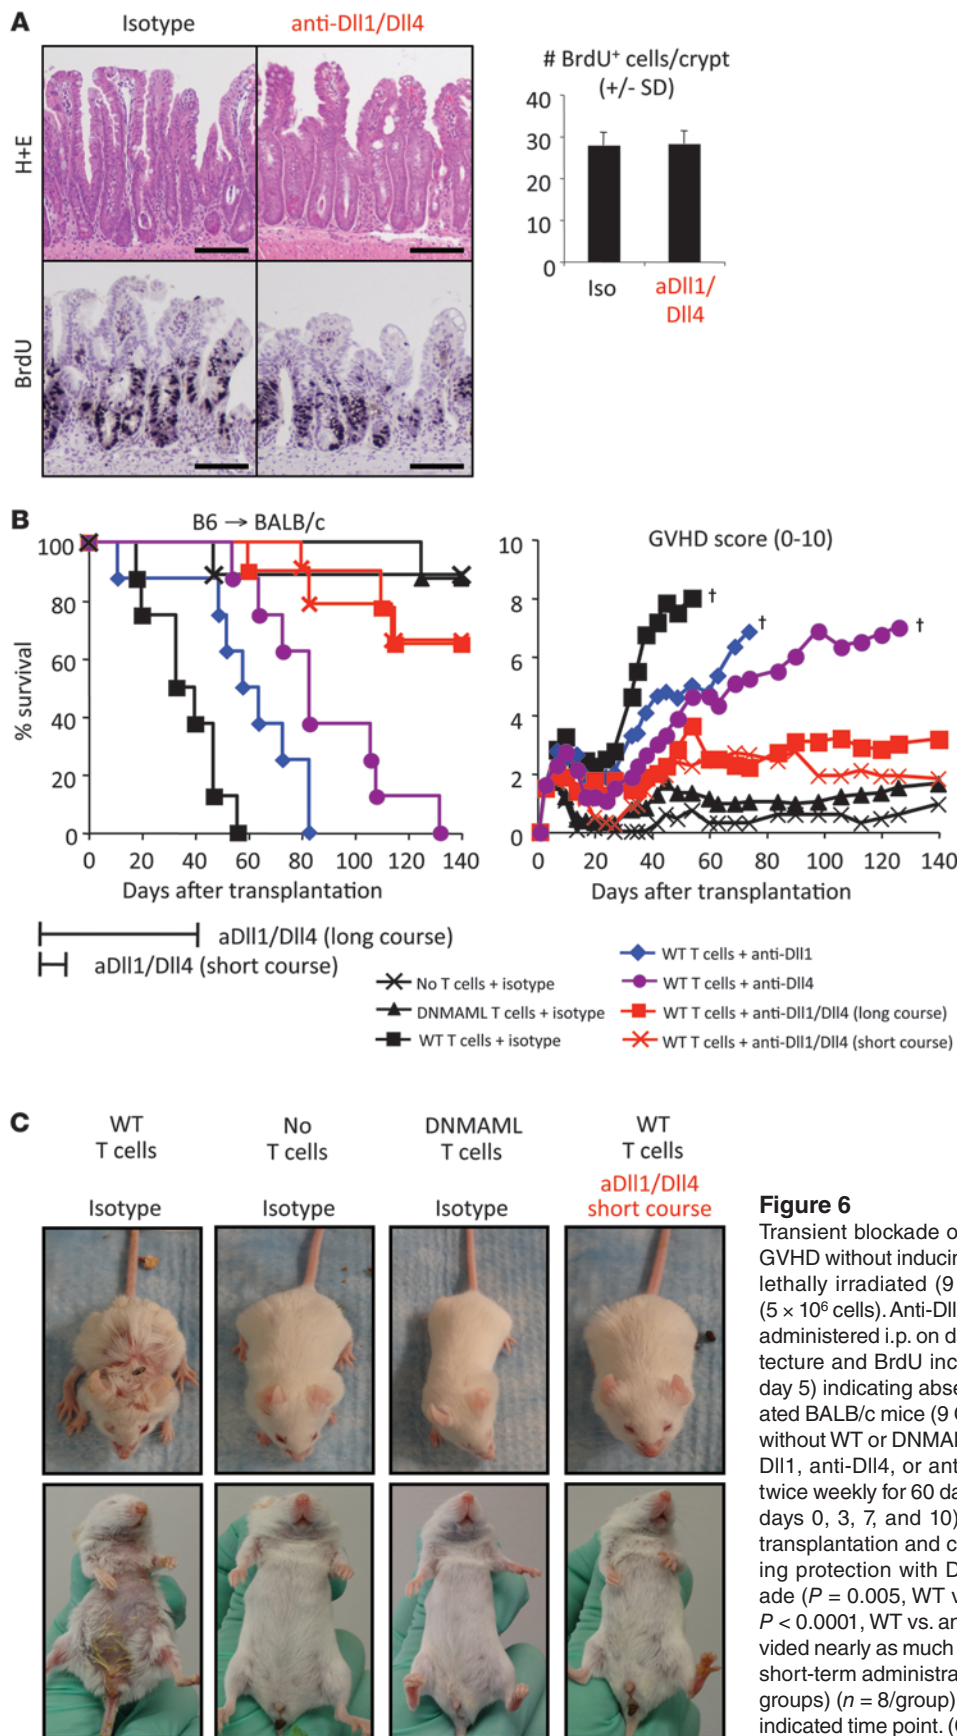 A
Isotype
anti-Dll1/Dll4
H+E
BrdU
# BrdU⁺ cells/crypt
(+/- SD)
40
30
20
10
0
Iso
aDll1/
Dll4
B
B6 → BALB/c
% survival
100
80
60
40
20
0
0 20 40 60 80 100 120 140
Days after transplantation
GVHD score (0-10)
10
8
6
4
2
0
† † †
0 20 40 60 80 100 120 140
Days after transplantation
aDll1/Dll4 (long course)
aDll1/Dll4 (short course)
No T cells + isotype
DNMAML T cells + isotype
WT T cells + isotype
WT T cells + anti-Dll1
WT T cells + anti-Dll4
WT T cells + anti-Dll1/Dll4 (long course)
WT T cells + anti-Dll1/Dll4 (short course)
C
WT
T cells
Isotype
No
T cells
Isotype
DNMAML
T cells
Isotype
WT
T cells
aDll1/Dll4
short course
Figure 6
Transient blockade o
GVHD without inducin
lethally irradiated (9
(5 × 10⁶ cells). Anti-Dll
administered i.p. on d
tecture and BrdU inc
day 5) indicating abse
ated BALB/c mice (9 G
without WT or DNMAL
Dll1, anti-Dll4, or ant
twice weekly for 60 da
days 0, 3, 7, and 10)
transplantation and c
ing protection with D
ade (P = 0.005, WT v
P < 0.0001, WT vs. an
vided nearly as much
short-term administra
groups) (n = 8/group)
indicated time point. (